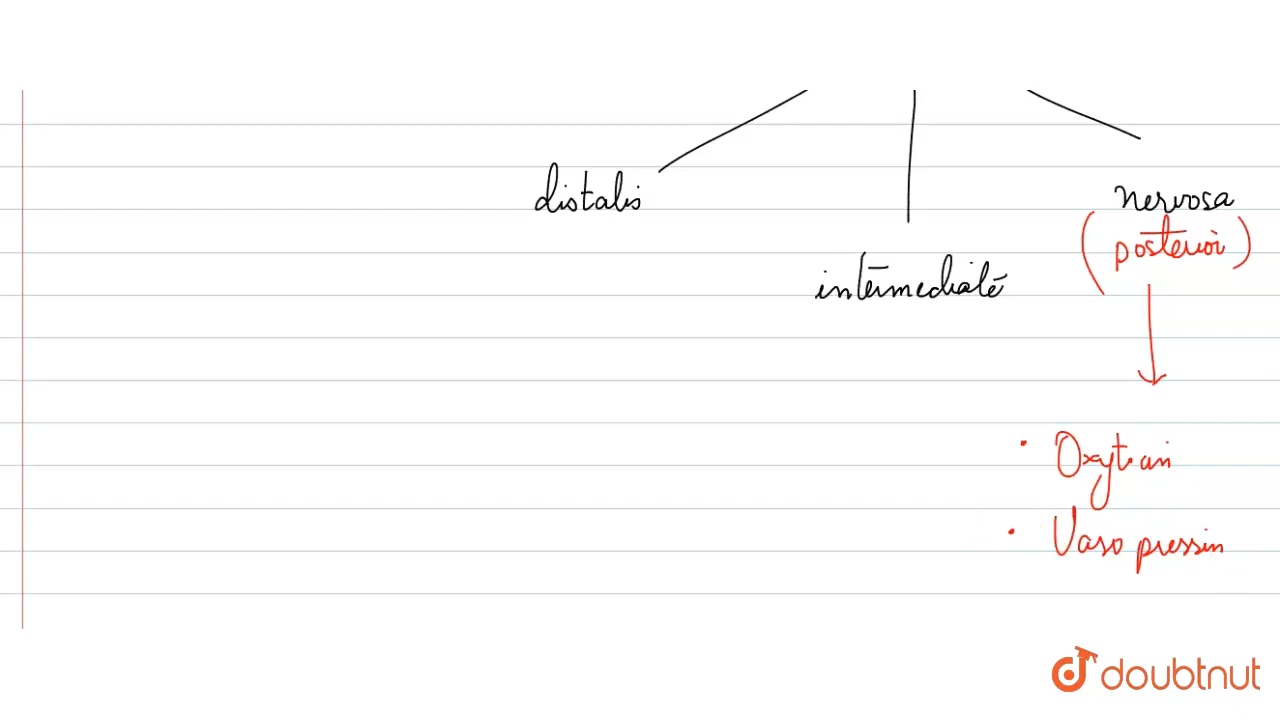 distalis
nervosa
(posterior)
intermediate
• Oxytocin
• Vasopressin
doubtnut